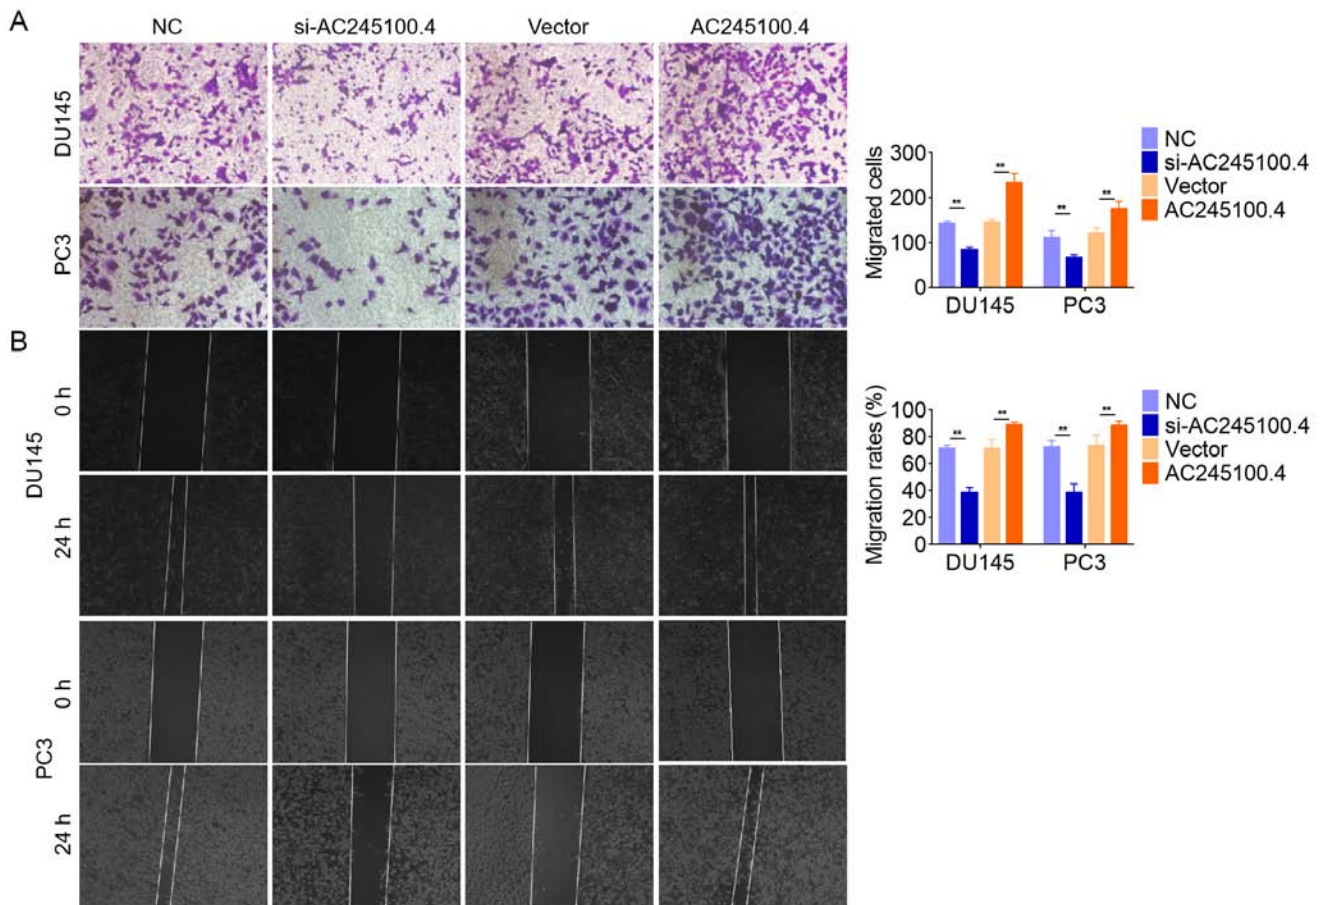 A
NC si-AC245100.4 Vector AC245100.4
DU145
PC3
Migrated cells
300
200
100
0
** ** ** **
DU145 PC3
NC
si-AC245100.4
Vector
AC245100.4
B
DU145
0 h
24 h
PC3
0 h
24 h
Migration rates (%)
100
80
60
40
20
0
** ** ** **
DU145 PC3
NC
si-AC245100.4
Vector
AC245100.4